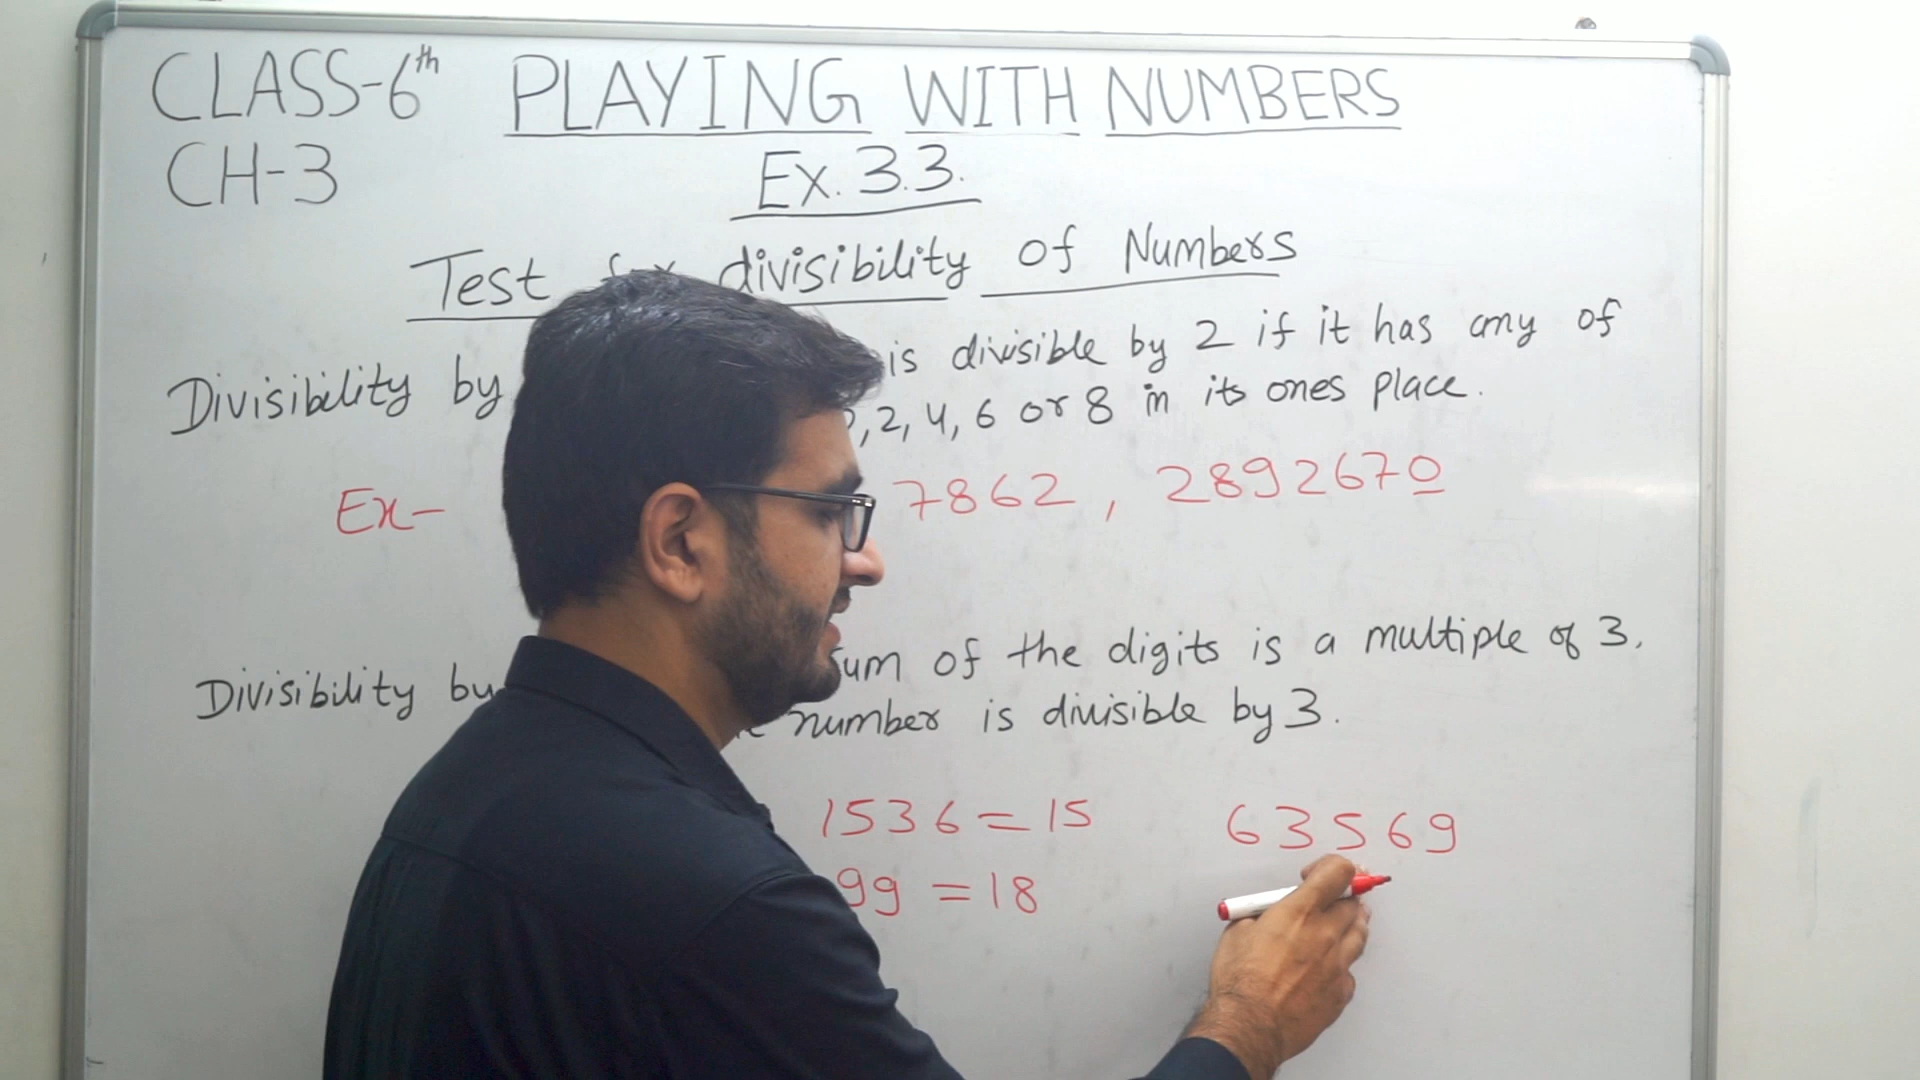 CLASS-6th PLAYING WITH NUMBERS
CH-3 Ex. 3.3.
Test for divisibility of Numbers
Divisibility by is divisible by 2 if it has any of
, 2, 4, 6 or 8 in its ones place.
Ex- 7862, 2892670
Divisibility by sum of the digits is a multiple of 3.
number is divisible by 3.
1536 = 15 63569
99 = 18